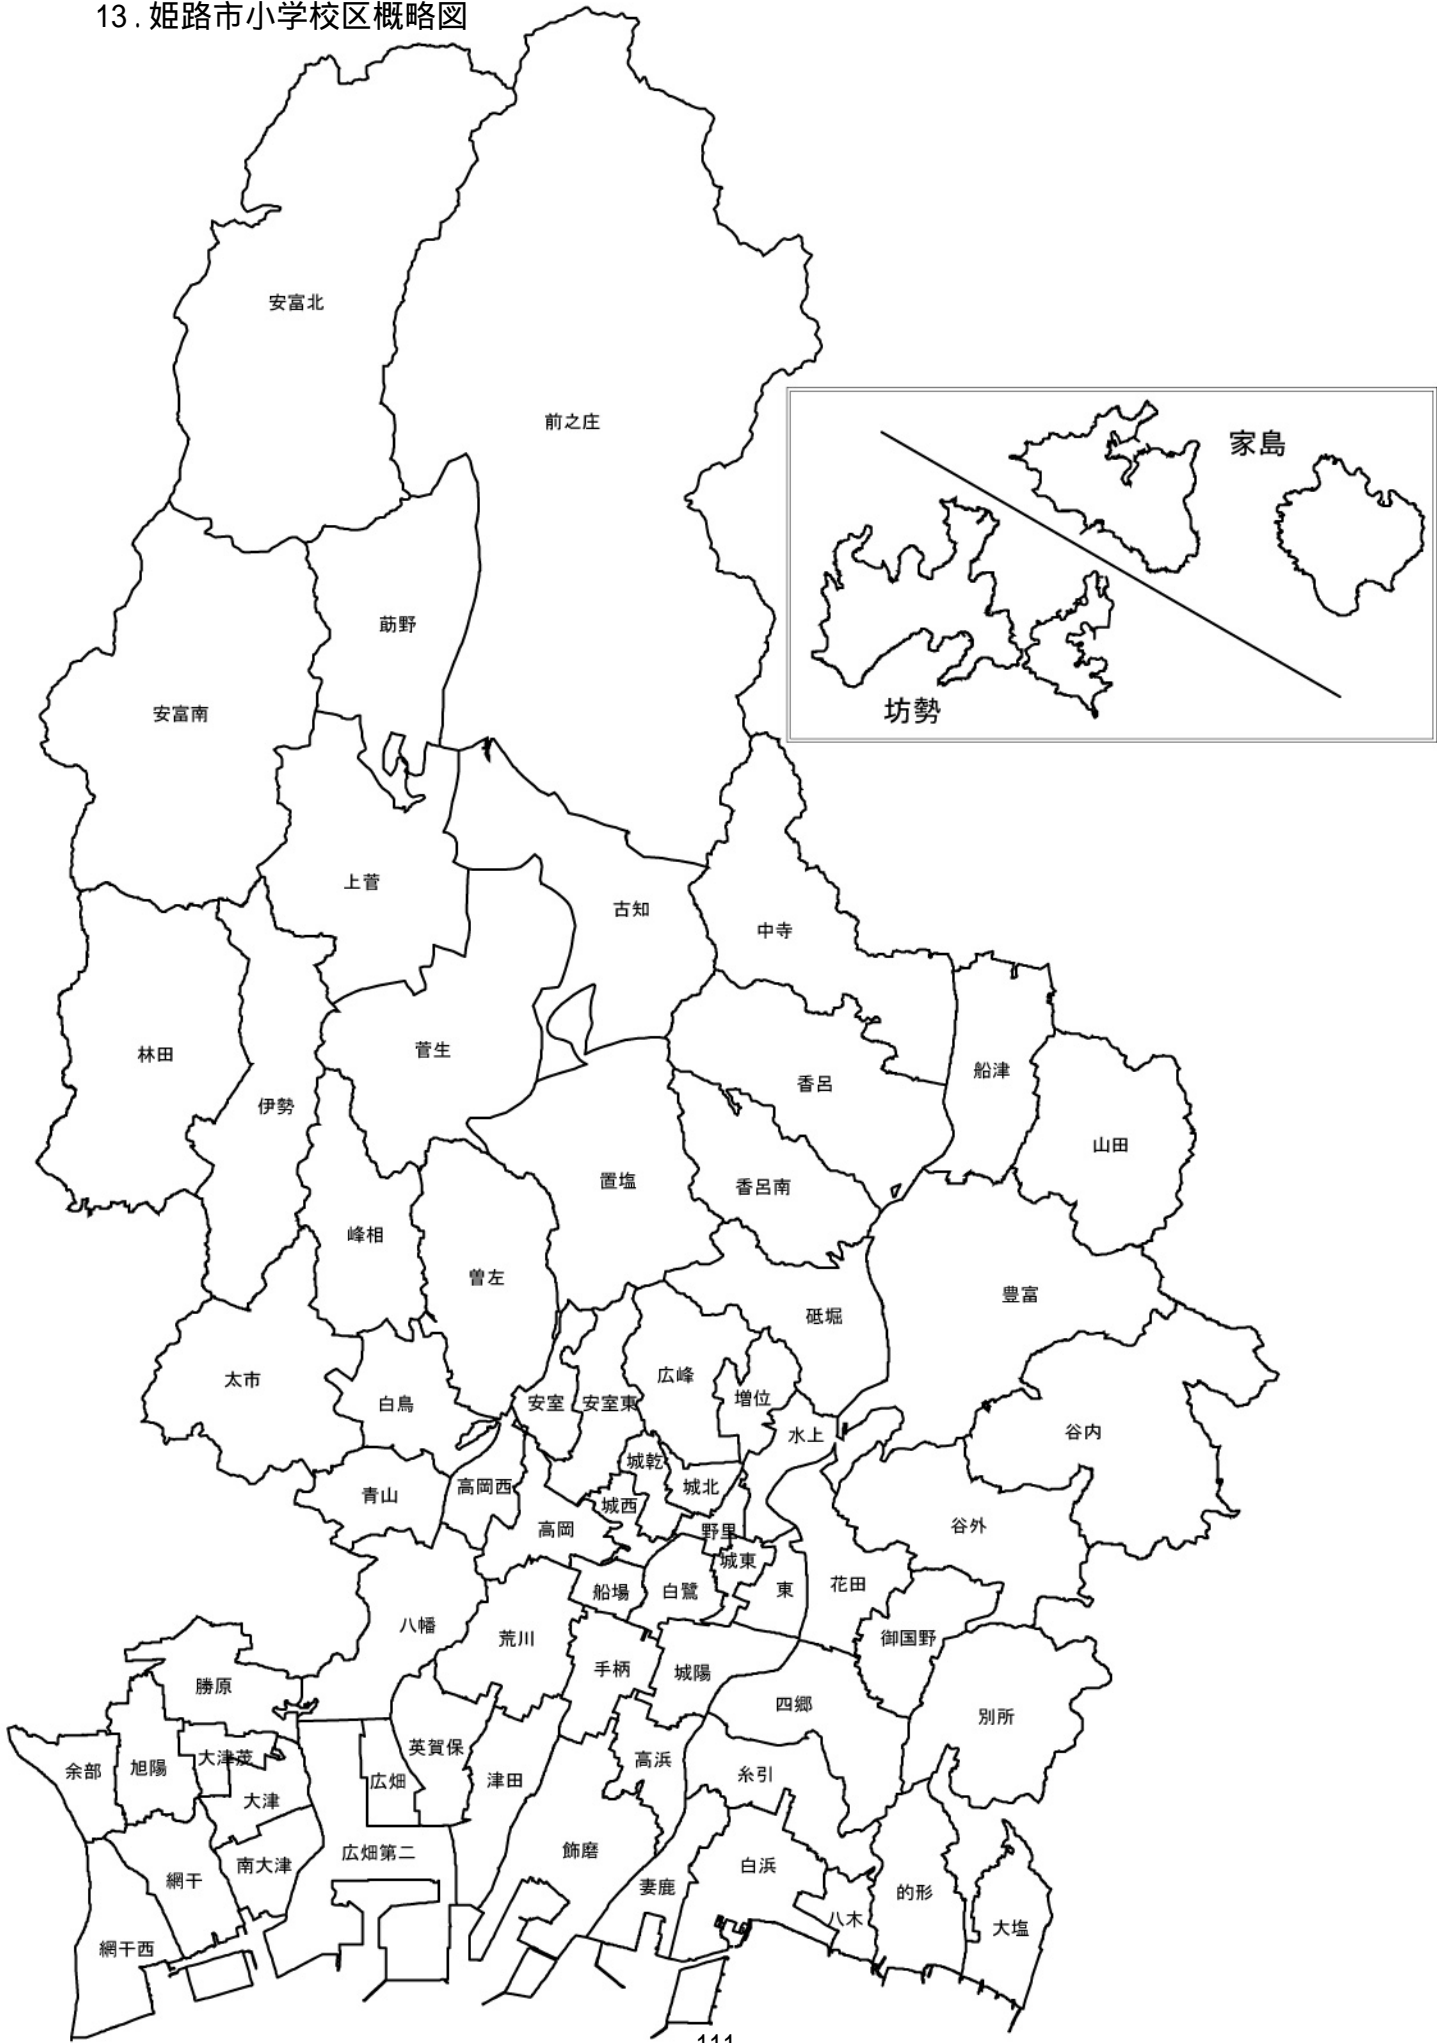 13.姫路市小学校区概略図
安富北
前之庄
家島
莇野
坊勢
安富南
上菅
古知
中寺
菅生
林田
船津
香呂
伊勢
山田
置塩
香呂南
峰相
曽左
豊富
砥堀
広峰
太市
増位
安室
安室東
白鳥
谷内
水上
城乾
高岡西
城北
青山
城西
谷外
高岡
野里
城東
花田
東
船場
白鷺
八幡
荒川
御国野
手柄
城陽
勝原
四郷
別所
英賀保
大津茂
高浜
旭陽
余部
糸引
広畑
津田
大津
飾磨
広畑第二
南大津
白浜
網干
妻鹿
的形
八木
大塩
網干西
111